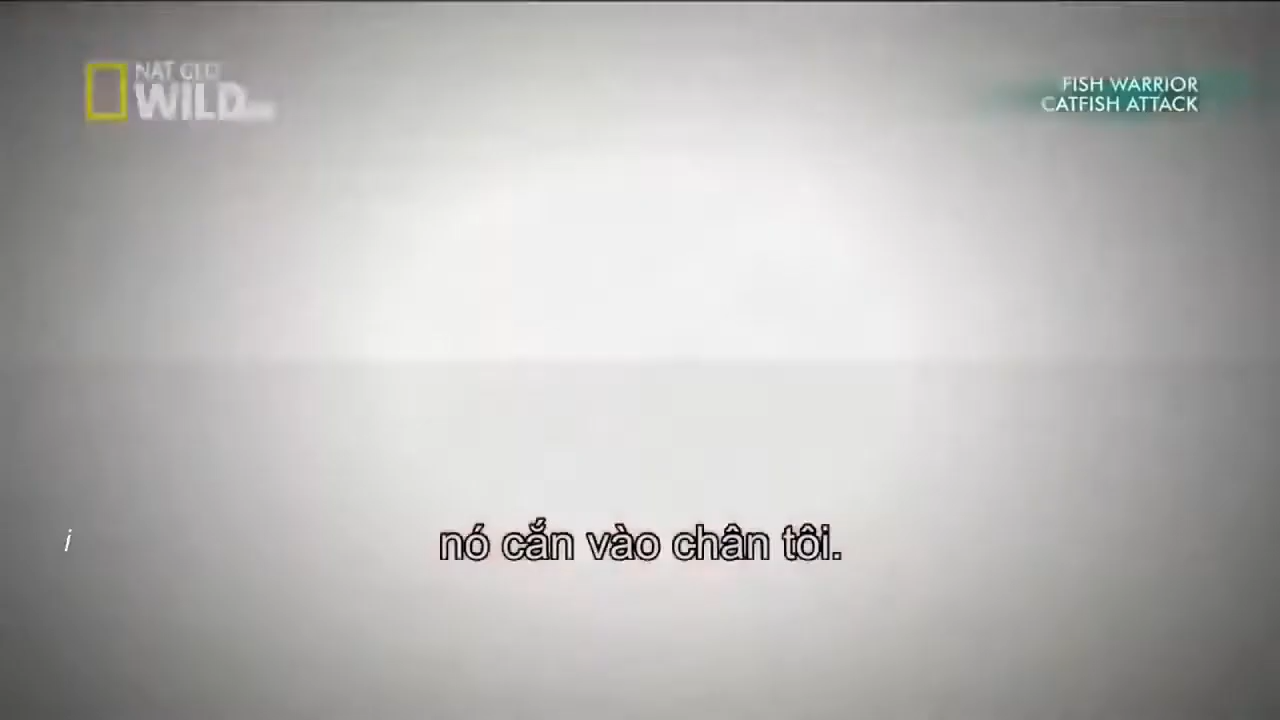 NAT GEO
WILD
FISH WARRIOR
CATFISH ATTACK
i
nó cắn vào chân tôi.